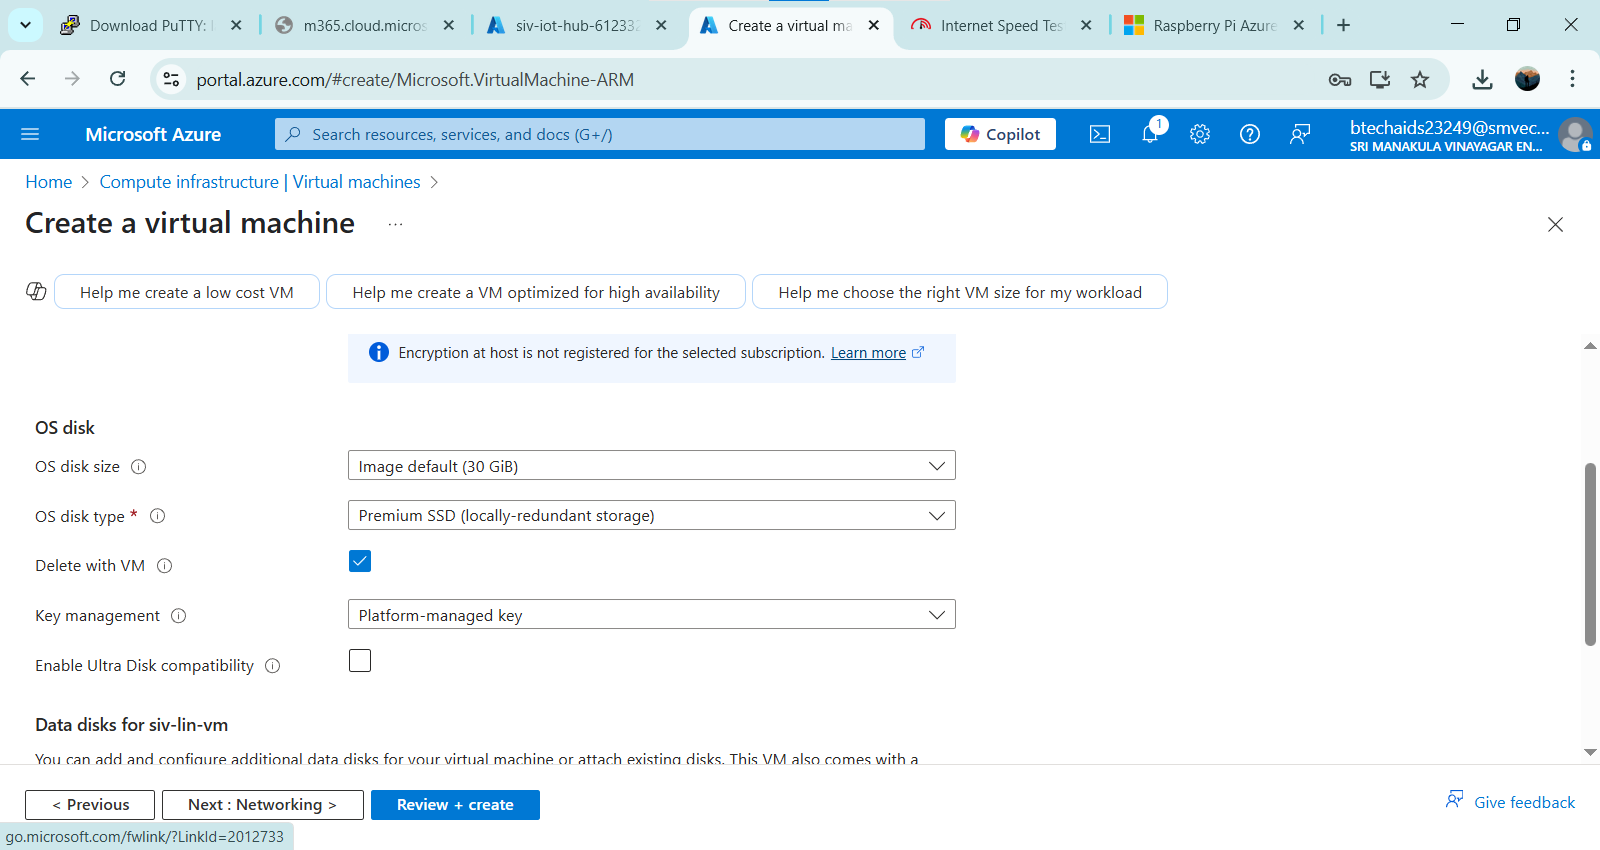 Download PuTTY: l
m365.cloud.micros
siv-iot-hub-61233
Create a virtual ma
Internet Speed Tes
Raspberry Pi Azure
portal.azure.com/#create/Microsoft.VirtualMachine-ARM
Microsoft Azure
Search resources, services, and docs (G+/)
Copilot
1
btechaids23249@smvec...
SRI MANAKULA VINAYAGAR EN...
Home > Compute infrastructure | Virtual machines >
Create a virtual machine ...
Help me create a low cost VM
Help me create a VM optimized for high availability
Help me choose the right VM size for my workload
Encryption at host is not registered for the selected subscription. Learn more
OS disk
OS disk size
Image default (30 GiB)
OS disk type *
Premium SSD (locally-redundant storage)
Delete with VM
Key management
Platform-managed key
Enable Ultra Disk compatibility
Data disks for siv-lin-vm
You can add and configure additional data disks for your virtual machine or attach existing disks. This VM also comes with a
< Previous
Next : Networking >
Review + create
Give feedback
go.microsoft.com/fwlink/?LinkId=2012733